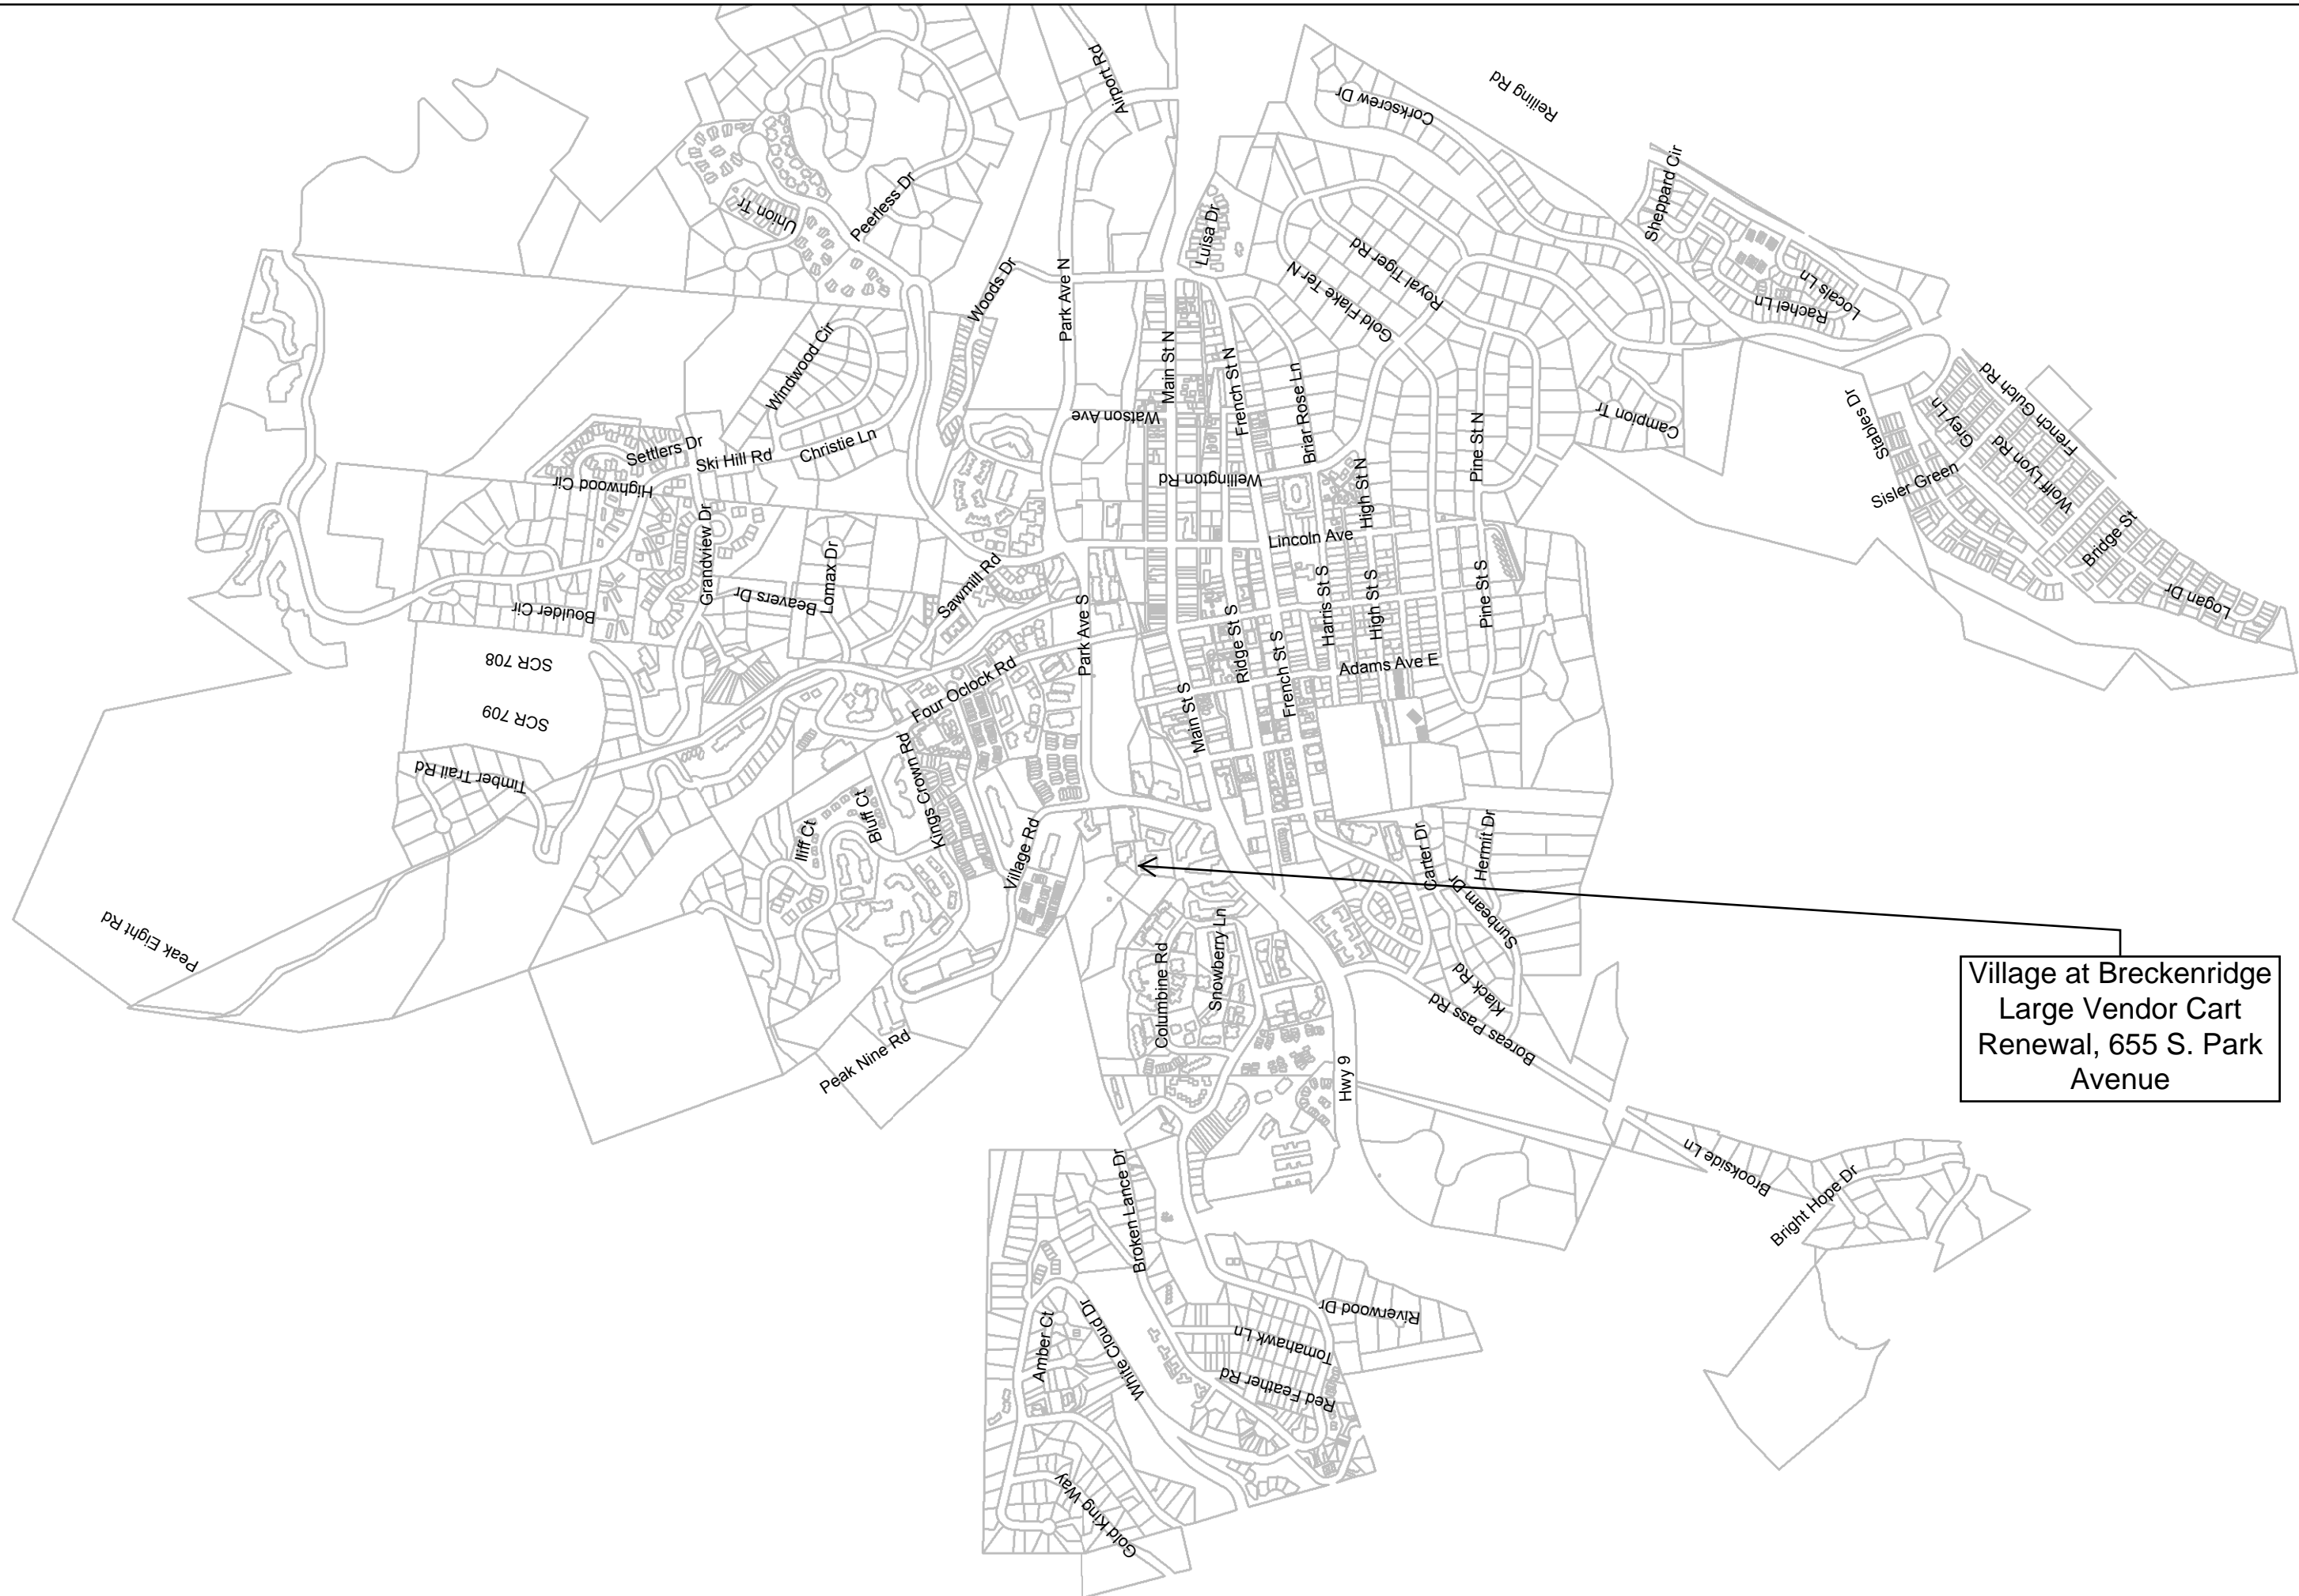 Airport Rd
Reiling Rd
Corkscrew Dr
Sheppard Cir
Union Tr
Peerless Dr
Luisa Dr
Royal Tiger Rd
Gold Flake Ter N
Locals Ln
Rachel Ln
Woods Dr
Park Ave N
Windwood Cir
Main St N
French St N
Briar Rose Ln
Watson Ave
Campion Tr
Stables Dr
Grey Ln
French Gulch Rd
Wolff Lyon Rd
Sisler Green
Bridge St
Logan Dr
Settlers Dr
Ski Hill Rd
Christie Ln
Highwood Cir
Wellington Rd
High St N
Pine St N
Grandview Dr
Lincoln Ave
Lomax Dr
Beavers Dr
Boulder Cir
Sawmill Rd
Park Ave S
Ridge St S
Harris St S
High St S
Pine St S
French St S
Adams Ave E
SCR 708
SCR 709
Four Oclock Rd
Main St S
Timber Trail Rd
Kings Crown Rd
Bluff Ct
Iliff Ct
Village Rd
Carter Dr
Hermit Dr
Sunbeam Dr
Peak Eight Rd
Columbine Rd
Snowberry Ln
Klack Rd
Boreas Pass Rd
Village at Breckenridge
Large Vendor Cart
Renewal, 655 S. Park
Avenue
Peak Nine Rd
Hwy 9
Brookside Ln
Bright Hope Dr
Broken Lance Dr
Riverwood Dr
Amber Ct
White Cloud Dr
Tomahawk Ln
Red Feather Rd
Gold King Way